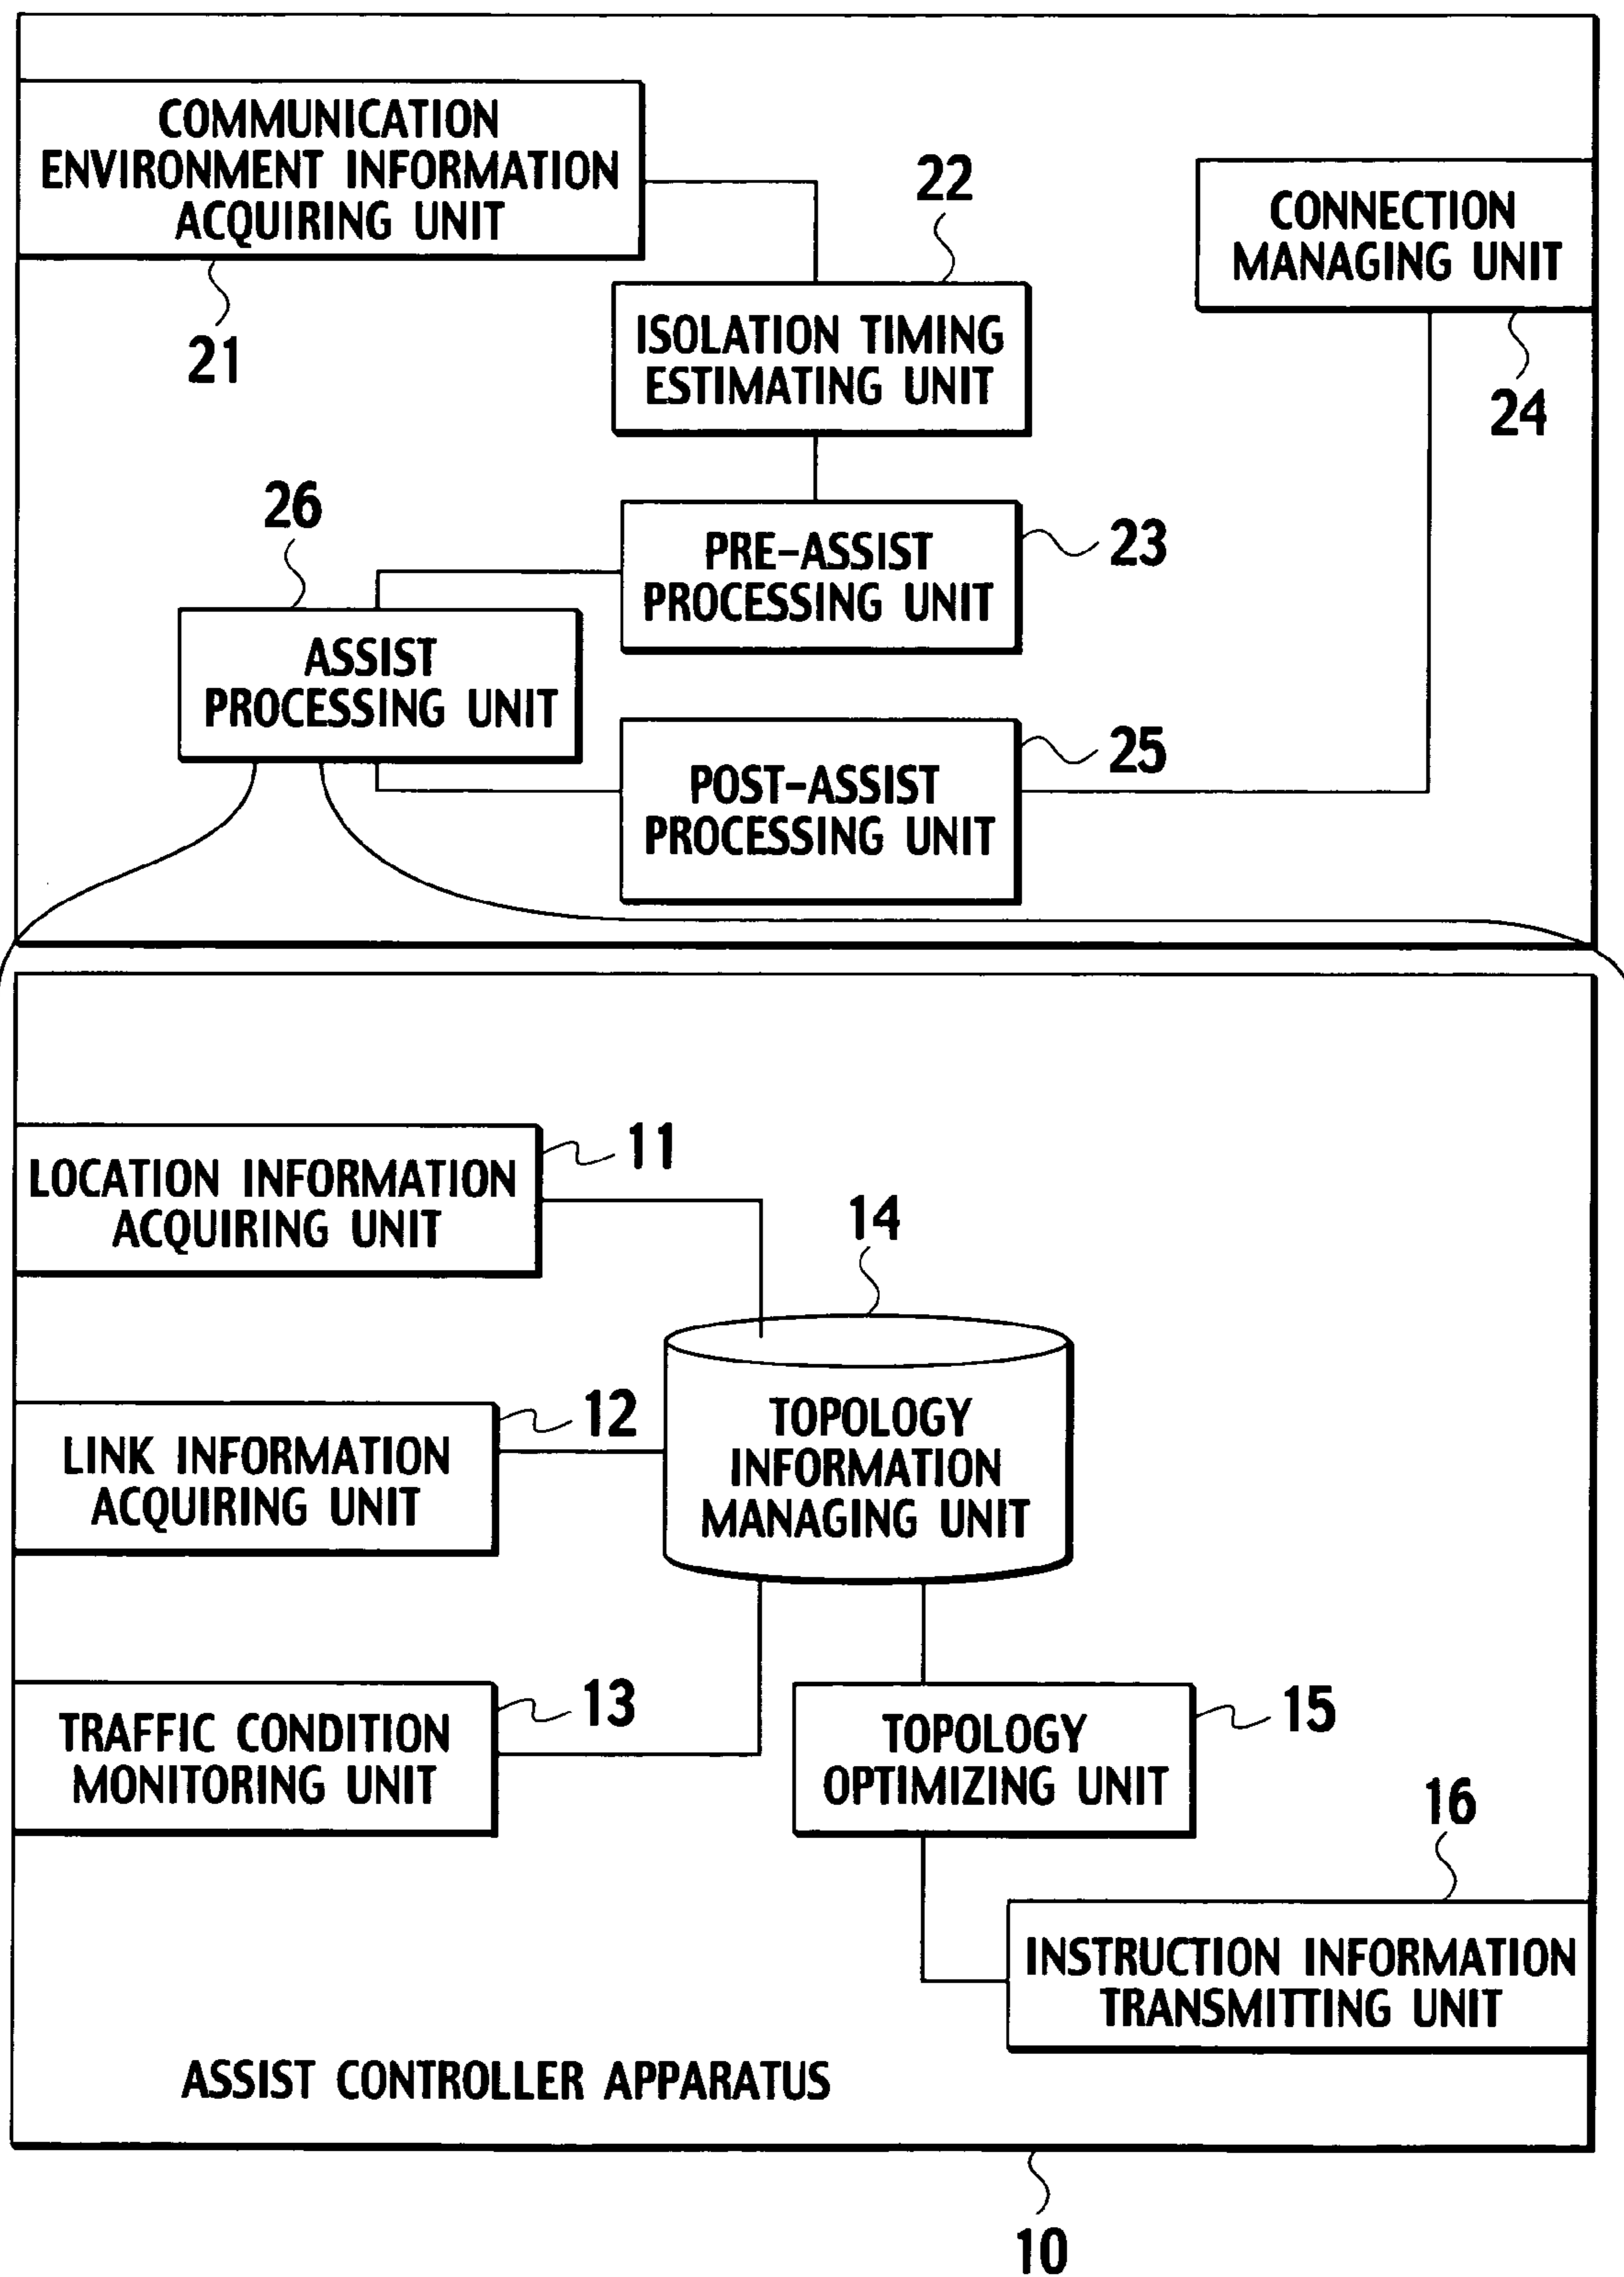 COMMUNICATION
ENVIRONMENT INFORMATION
ACQUIRING UNIT
21
22
ISOLATION TIMING
ESTIMATING UNIT
CONNECTION
MANAGING UNIT
24
26
PRE-ASSIST
PROCESSING UNIT
23
ASSIST
PROCESSING UNIT
POST-ASSIST
PROCESSING UNIT
25
LOCATION INFORMATION
ACQUIRING UNIT
11
14
LINK INFORMATION
ACQUIRING UNIT
12
TOPOLOGY
INFORMATION
MANAGING UNIT
TRAFFIC CONDITION
MONITORING UNIT
13
TOPOLOGY
OPTIMIZING UNIT
15
16
INSTRUCTION INFORMATION
TRANSMITTING UNIT
ASSIST CONTROLLER APPARATUS
10